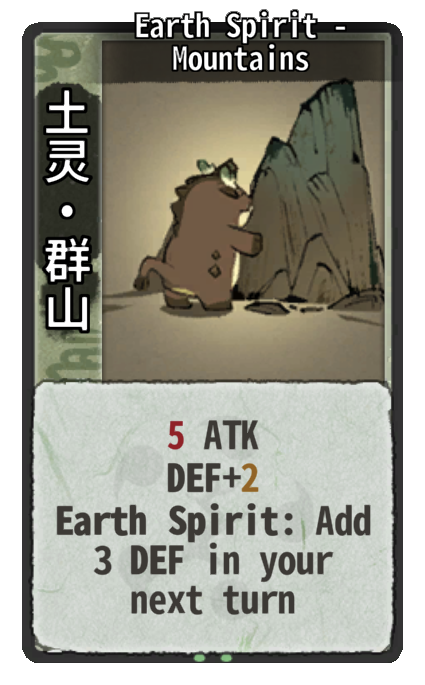 Earth Spirit -
Mountains
土灵·群山
5 ATK
DEF+2
Earth Spirit: Add
3 DEF in your
next turn